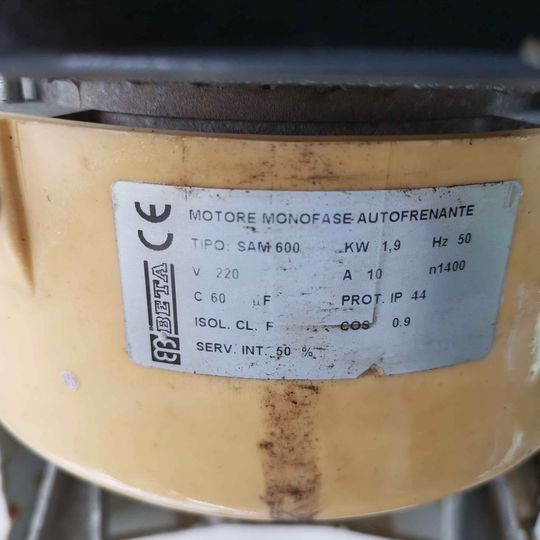 CE
BETA
MOTORE MONOFASE AUTOFRENANTE
TIPO: SAM 600 KW 1,9 Hz 50
V 220 A 10 n1400
C 60 µF PROT. IP 44
ISOL. CL. F COS 0.9
SERV. INT. 50 %